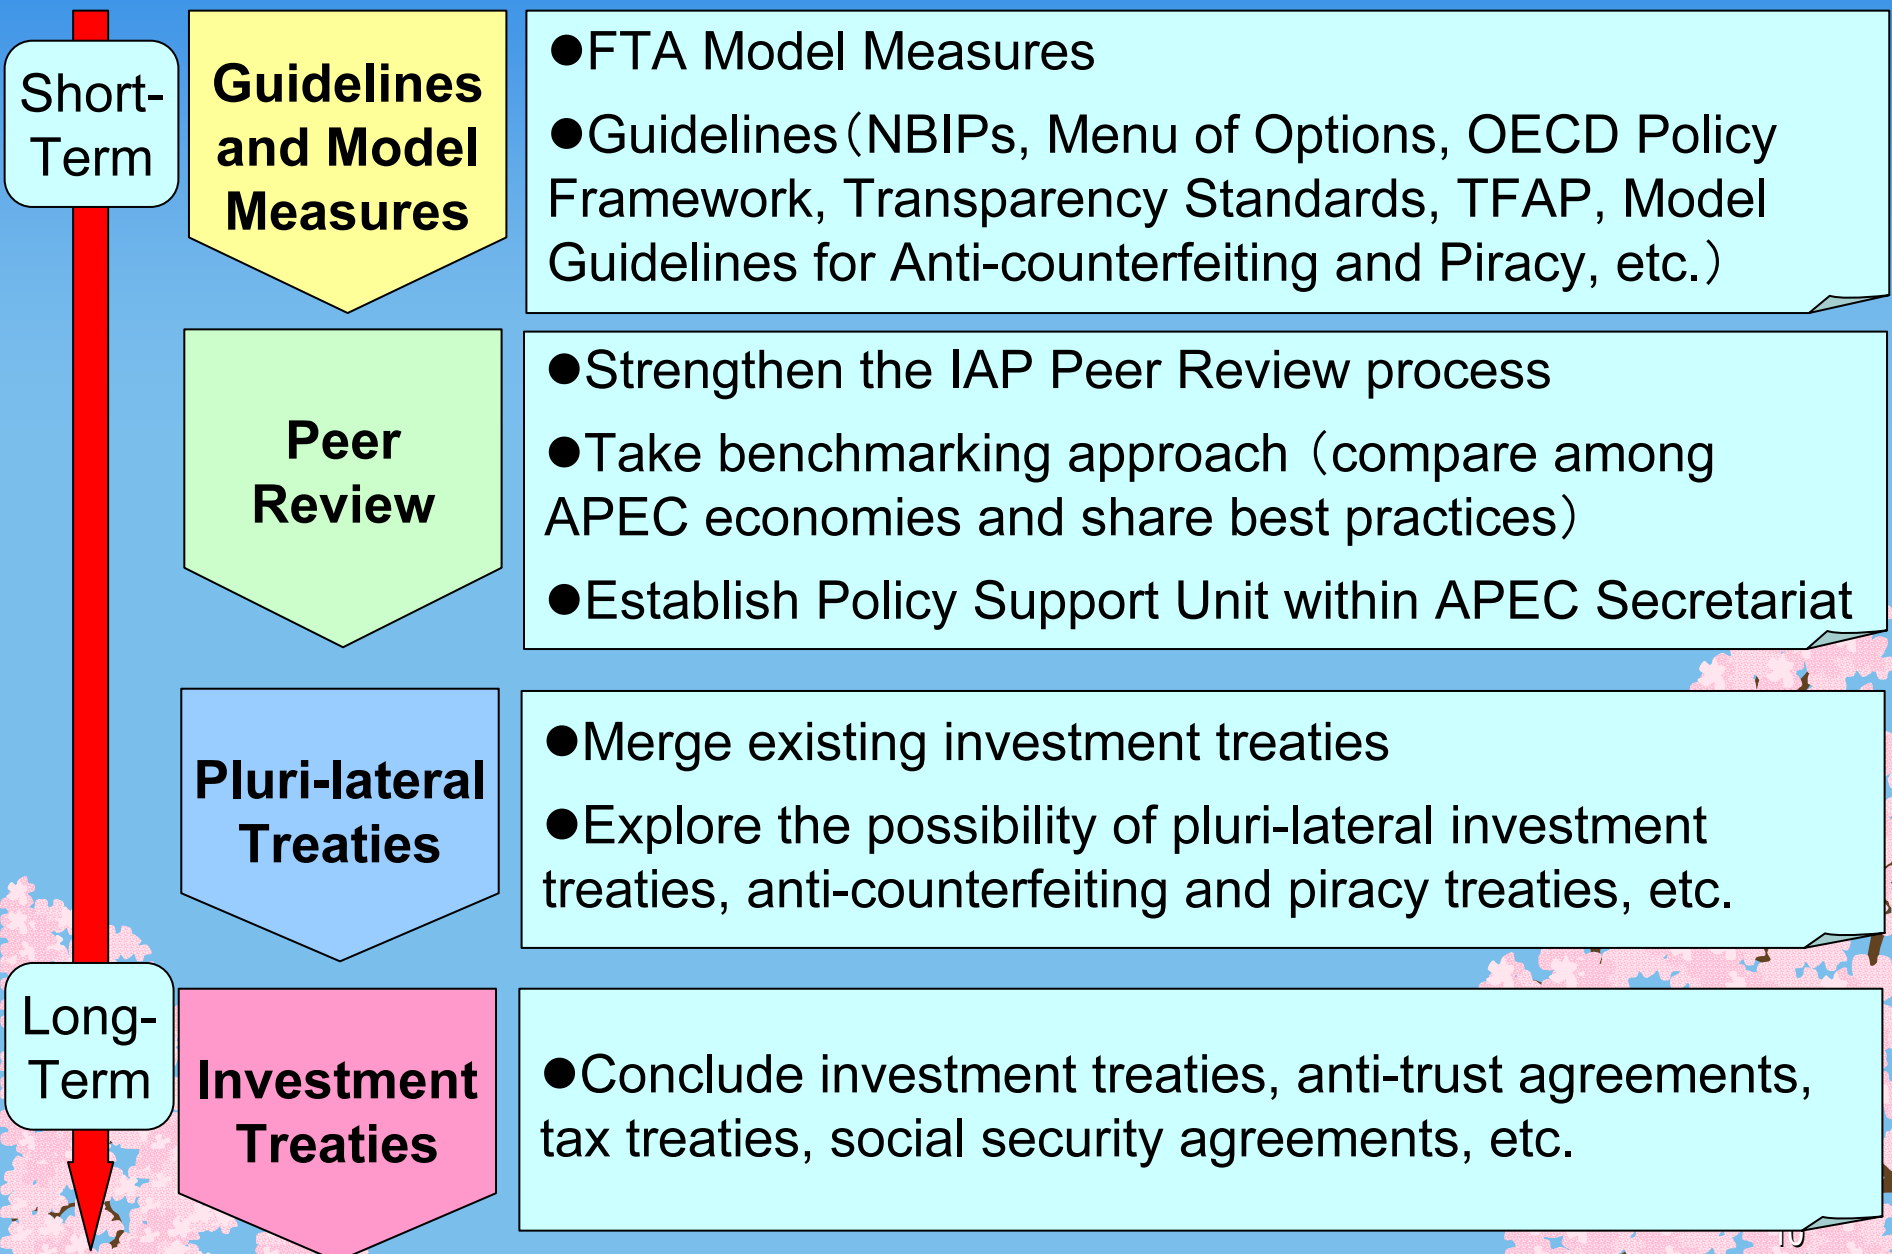 Short-
Term
Guidelines
and Model
Measures
●FTA Model Measures
●Guidelines（NBIPs, Menu of Options, OECD Policy
Framework, Transparency Standards, TFAP, Model
Guidelines for Anti-counterfeiting and Piracy, etc.）
Peer
Review
●Strengthen the IAP Peer Review process
●Take benchmarking approach（compare among
APEC economies and share best practices）
●Establish Policy Support Unit within APEC Secretariat
Pluri-lateral
Treaties
●Merge existing investment treaties
●Explore the possibility of pluri-lateral investment
treaties, anti-counterfeiting and piracy treaties, etc.
Long-
Term
Investment
Treaties
●Conclude investment treaties, anti-trust agreements,
tax treaties, social security agreements, etc.
10